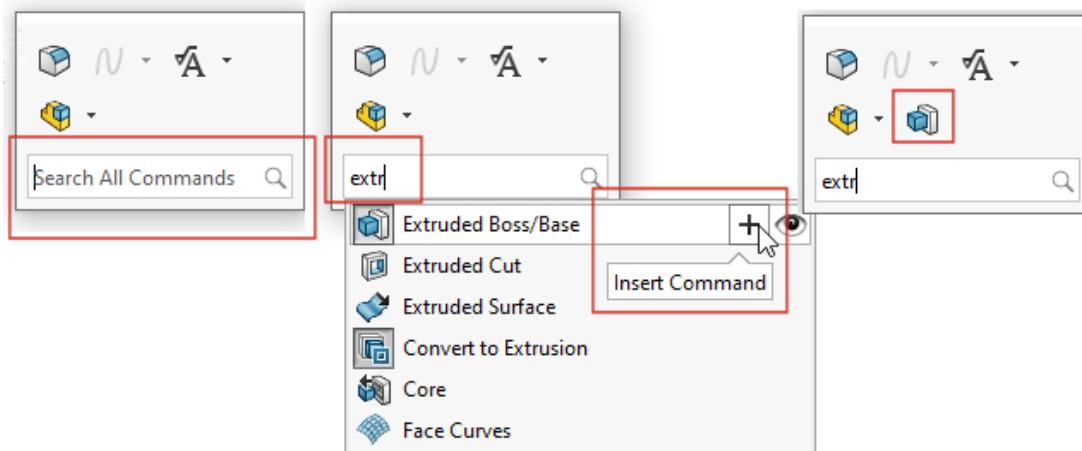 Search All Commands
extr
Extruded Boss/Base
Insert Command
Extruded Cut
Extruded Surface
Convert to Extrusion
Core
Face Curves
extr